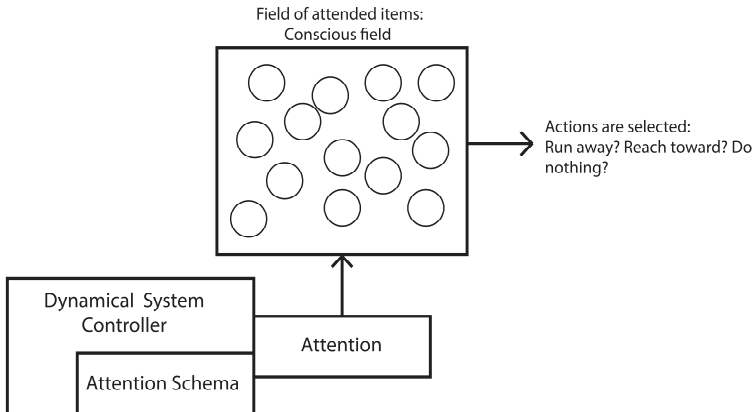 Field of attended items:
Conscious field
Actions are selected:
Run away? Reach toward? Do
nothing?
Dynamical System
Controller
Attention
Attention Schema